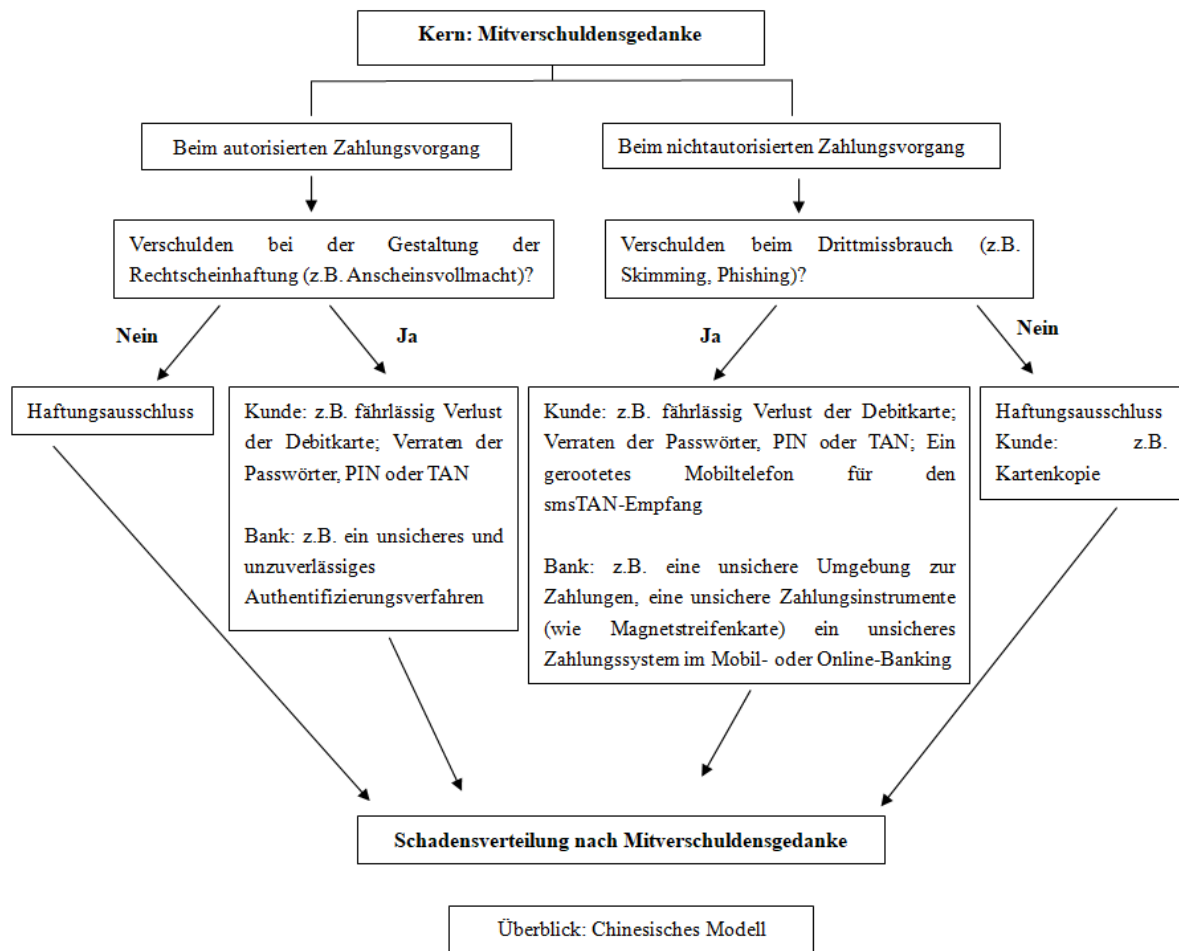 Kern: Mitverschuldensgedanke
Beim autorisierten Zahlungsvorgang
Beim nichtautorisierten Zahlungsvorgang
Verschulden bei der Gestaltung der
Rechtscheinhaftung (z.B. Anscheinsvollmacht)?
Verschulden beim Drittmissbrauch (z.B.
Skimming, Phishing)?
Nein
Ja
Ja
Nein
Haftungsausschluss
Kunde: z.B. fährlässig Verlust
der Debitkarte; Verraten der
Passwörter, PIN oder TAN
Bank: z.B. ein unsicheres und
unzuverlässiges
Authentifizierungsverfahren
Kunde: z.B. fährlässig Verlust der Debitkarte;
Verraten der Passwörter, PIN oder TAN; Ein
gerootetes Mobiltelefon für den
smsTAN-Empfang
Bank: z.B. eine unsichere Umgebung zur
Zahlungen, eine unsichere Zahlungsinstrumente
(wie Magnetstreifenkarte) ein unsicheres
Zahlungssystem im Mobil- oder Online-Banking
Haftungsausschluss
Kunde: z.B.
Kartenkopie
Schadensverteilung nach Mitverschuldensgedanke
Überblick: Chinesisches Modell